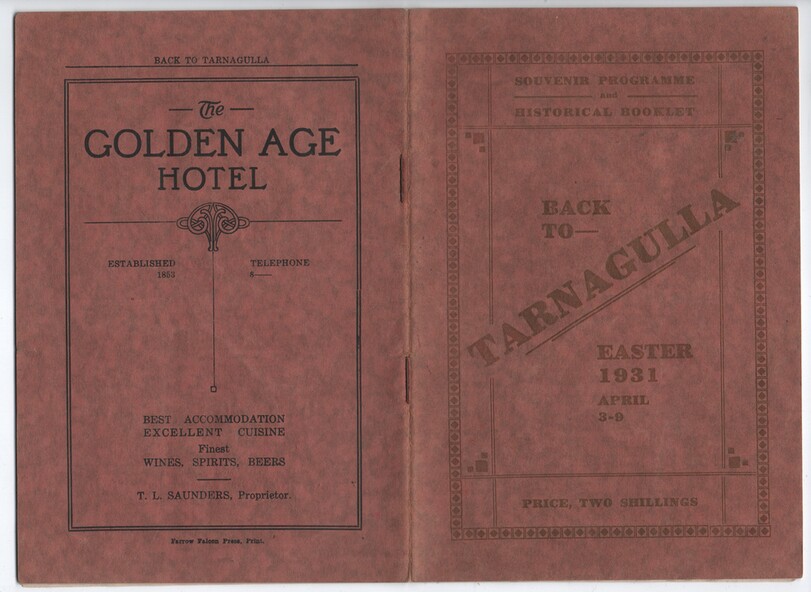 BACK TO TARNAGULLA
The
GOLDEN AGE
HOTEL
ESTABLISHED
1853
TELEPHONE
8——
BEST ACCOMMODATION
EXCELLENT CUISINE
Finest
WINES, SPIRITS, BEERS
T. L. SAUNDERS, Proprietor.
Farrow Falcon Press, Print.
SOUVENIR PROGRAMME
and
HISTORICAL BOOKLET
BACK
TO—
TARNAGULLA
EASTER
1931
APRIL
3-9
PRICE, TWO SHILLINGS